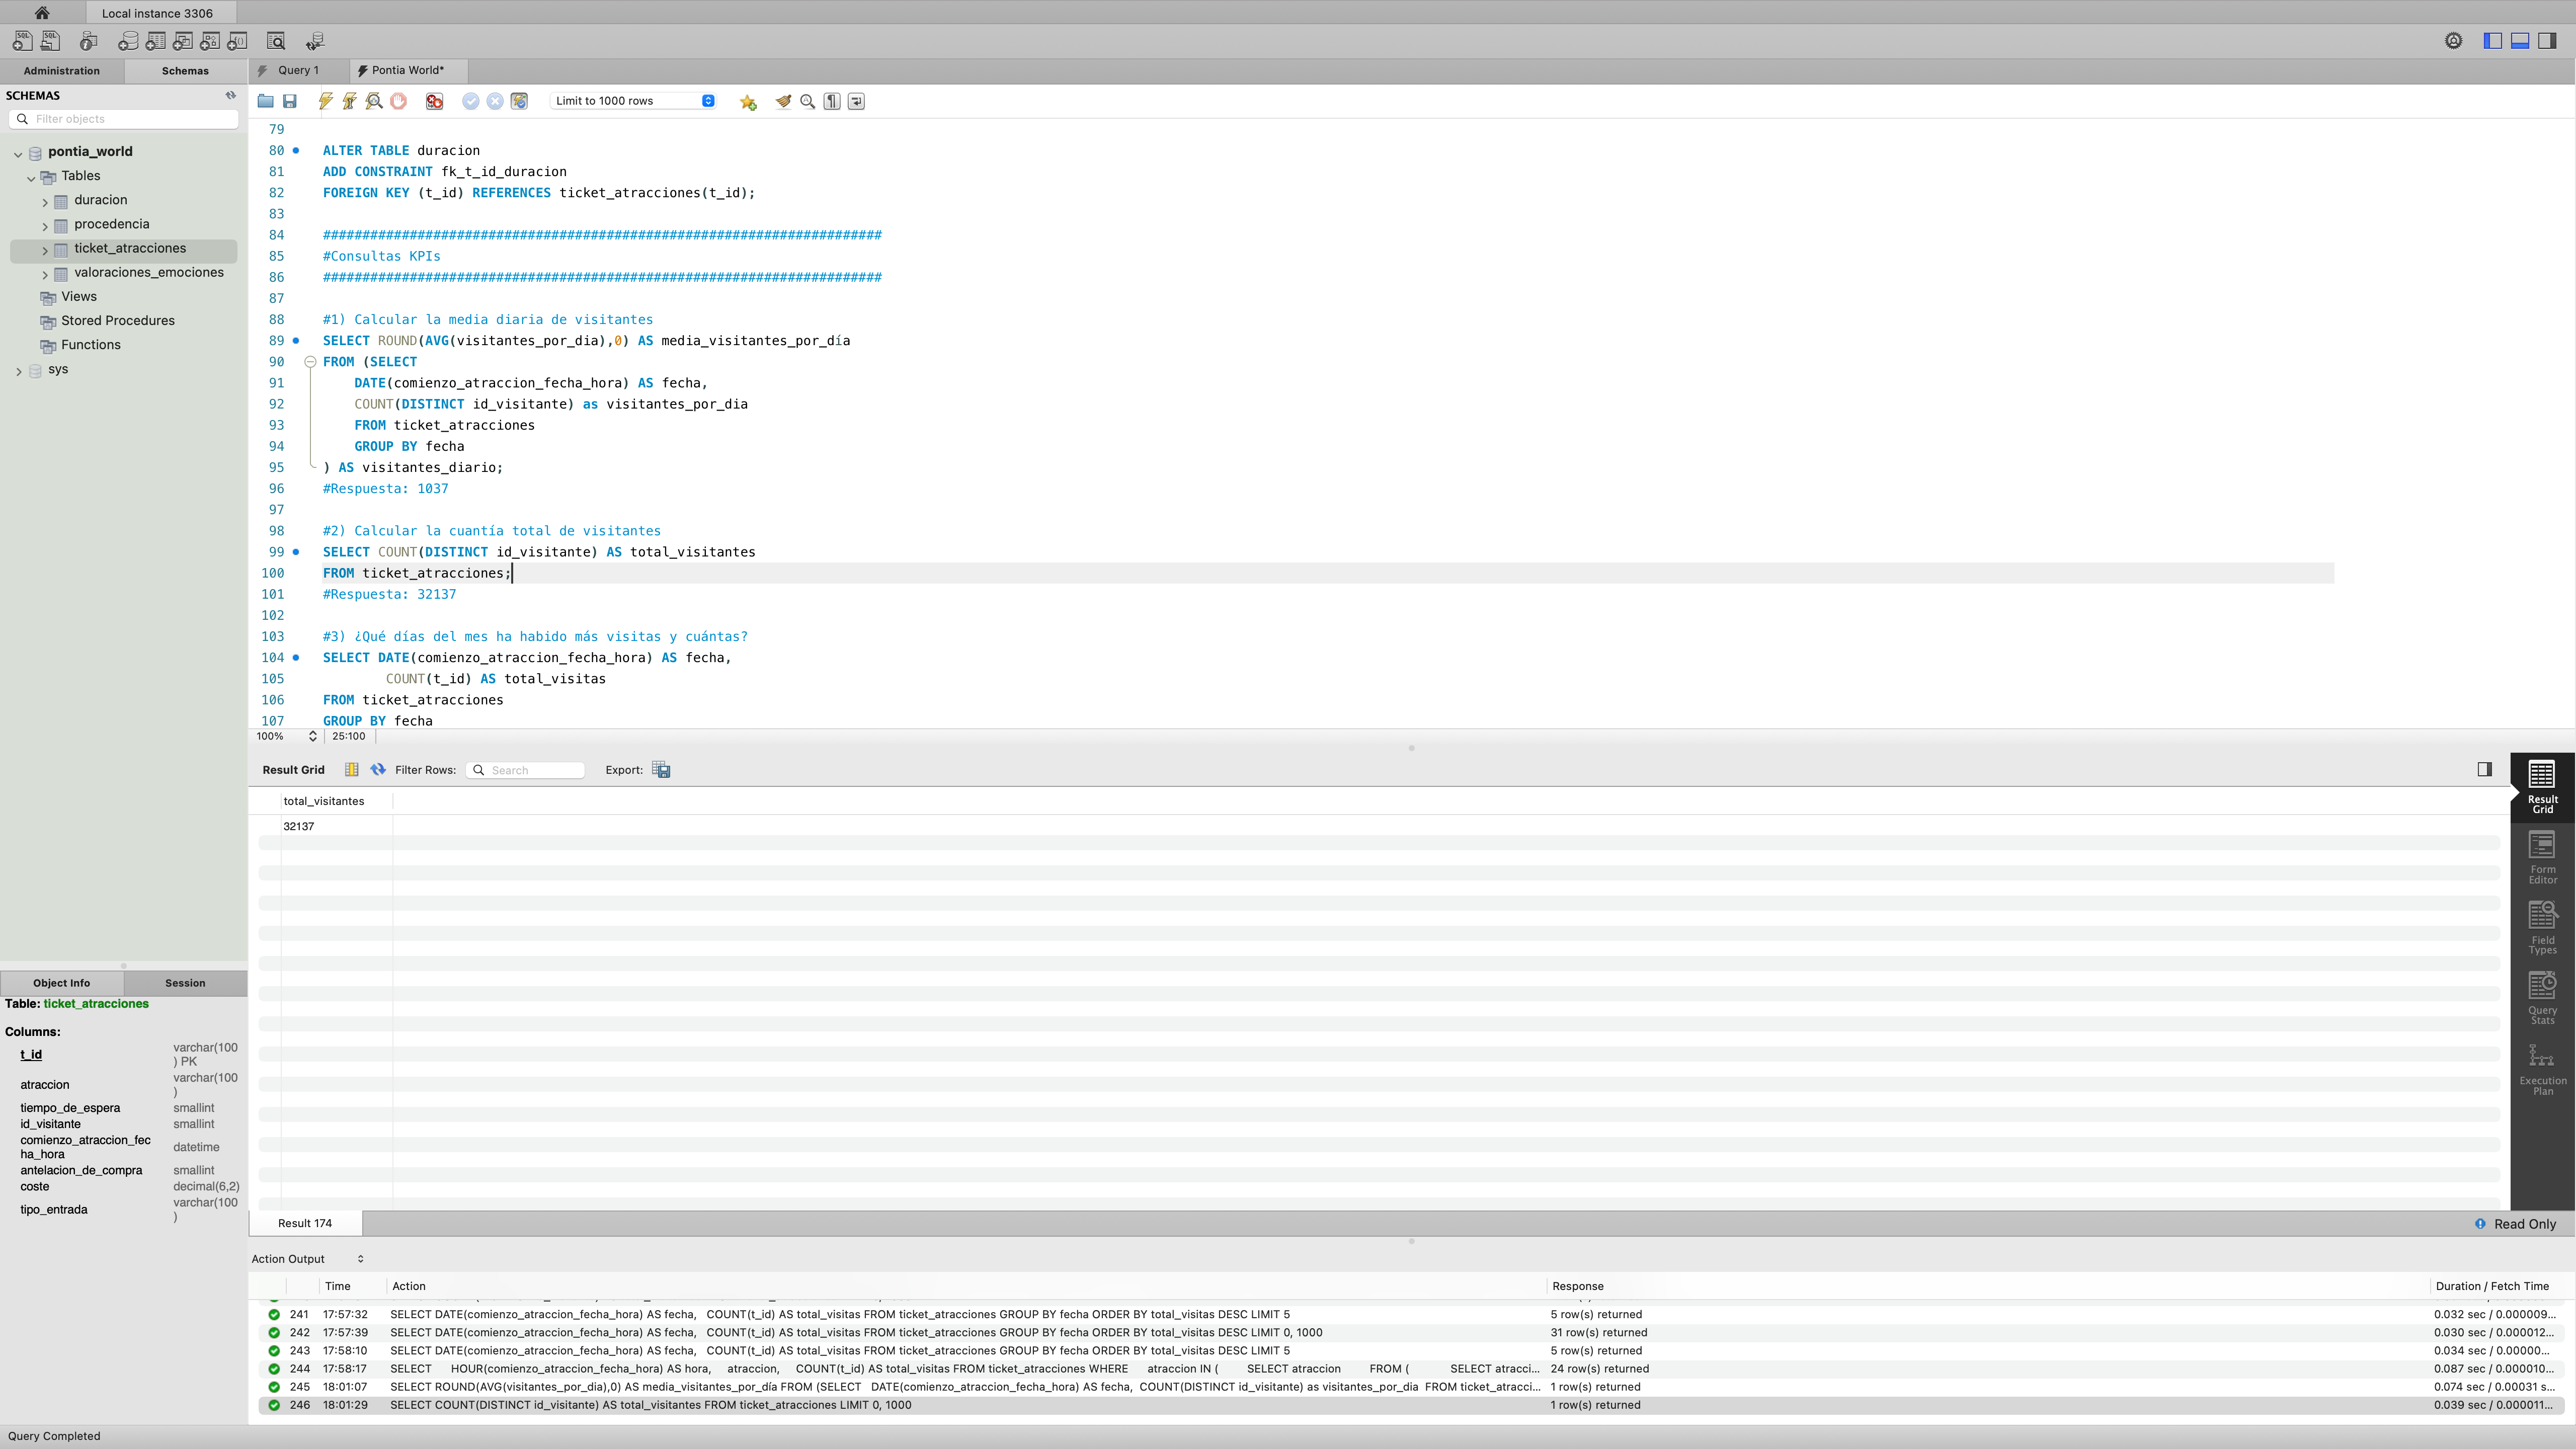 Local instance 3306
Administration
Schemas
Query 1
Pontia World*
SCHEMAS
Filter objects
pontia_world
Tables
duracion
procedencia
ticket_atracciones
valoraciones_emociones
Views
Stored Procedures
Functions
sys
Limit to 1000 rows
79
80 ALTER TABLE duracion
81 ADD CONSTRAINT fk_t_id_duracion
82 FOREIGN KEY (t_id) REFERENCES ticket_atracciones(t_id);
83
84 #######################################################################
85 #Consultas KPIs
86 #######################################################################
87
88 #1) Calcular la media diaria de visitantes
89 SELECT ROUND(AVG(visitantes_por_dia),0) AS media_visitantes_por_día
90 FROM (SELECT
91 DATE(comienzo_atraccion_fecha_hora) AS fecha,
92 COUNT(DISTINCT id_visitante) as visitantes_por_dia
93 FROM ticket_atracciones
94 GROUP BY fecha
95 ) AS visitantes_diario;
96 #Respuesta: 1037
97
98 #2) Calcular la cuantía total de visitantes
99 SELECT COUNT(DISTINCT id_visitante) AS total_visitantes
100 FROM ticket_atracciones;
101 #Respuesta: 32137
102
103 #3) ¿Qué días del mes ha habido más visitas y cuántas?
104 SELECT DATE(comienzo_atraccion_fecha_hora) AS fecha,
105 COUNT(t_id) AS total_visitas
106 FROM ticket_atracciones
107 GROUP BY fecha
100% 25:100
Result Grid Filter Rows: Search Export:
total_visitantes
32137
Result Grid
Form Editor
Field Types
Query Stats
Execution Plan
Object Info
Session
Table: ticket_atracciones
Columns:
t_id varchar(100) PK
atraccion varchar(100)
tiempo_de_espera smallint
id_visitante smallint
comienzo_atraccion_fecha_hora datetime
antelacion_de_compra smallint
coste decimal(6,2)
tipo_entrada varchar(100)
Result 174
Read Only
Action Output
Time Action Response Duration / Fetch Time
241 17:57:32 SELECT DATE(comienzo_atraccion_fecha_hora) AS fecha, COUNT(t_id) AS total_visitas FROM ticket_atracciones GROUP BY fecha ORDER BY total_visitas DESC LIMIT 5 5 row(s) returned 0.032 sec / 0.000009...
242 17:57:39 SELECT DATE(comienzo_atraccion_fecha_hora) AS fecha, COUNT(t_id) AS total_visitas FROM ticket_atracciones GROUP BY fecha ORDER BY total_visitas DESC LIMIT 0, 1000 31 row(s) returned 0.030 sec / 0.000012...
243 17:58:10 SELECT DATE(comienzo_atraccion_fecha_hora) AS fecha, COUNT(t_id) AS total_visitas FROM ticket_atracciones GROUP BY fecha ORDER BY total_visitas DESC LIMIT 5 5 row(s) returned 0.034 sec / 0.00000...
244 17:58:17 SELECT HOUR(comienzo_atraccion_fecha_hora) AS hora, atraccion, COUNT(t_id) AS total_visitas FROM ticket_atracciones WHERE atraccion IN ( SELECT atraccion FROM ( SELECT atracci... 24 row(s) returned 0.087 sec / 0.000010...
245 18:01:07 SELECT ROUND(AVG(visitantes_por_dia),0) AS media_visitantes_por_día FROM (SELECT DATE(comienzo_atraccion_fecha_hora) AS fecha, COUNT(DISTINCT id_visitante) as visitantes_por_dia FROM ticket_atracci... 1 row(s) returned 0.074 sec / 0.00031 s...
246 18:01:29 SELECT COUNT(DISTINCT id_visitante) AS total_visitantes FROM ticket_atracciones LIMIT 0, 1000 1 row(s) returned 0.039 sec / 0.000011...
Query Completed